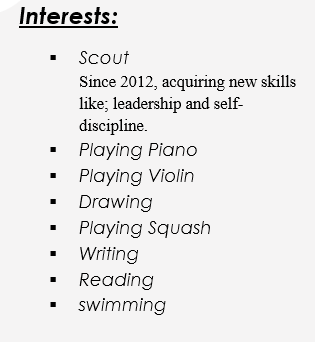 Interests:
▪ Scout
Since 2012, acquiring new skills
like; leadership and self-
discipline.
▪ Playing Piano
▪ Playing Violin
▪ Drawing
▪ Playing Squash
▪ Writing
▪ Reading
▪ swimming